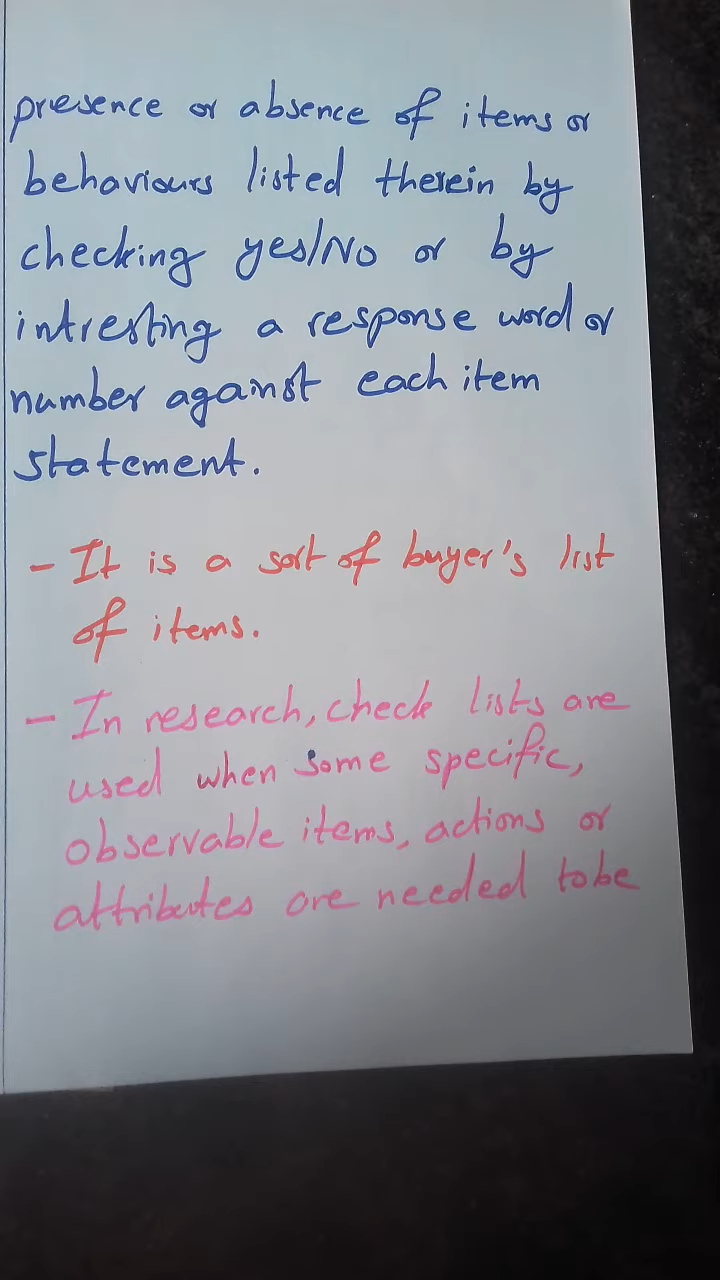 presence or absence of items or
behaviours listed therein by
checking yes/No or by
intresting a response word or
number against each item
statement.
- It is a sort of buyer's list
of items.
- In research, check lists are
used when some specific,
observable items, actions or
attributes are needed to be